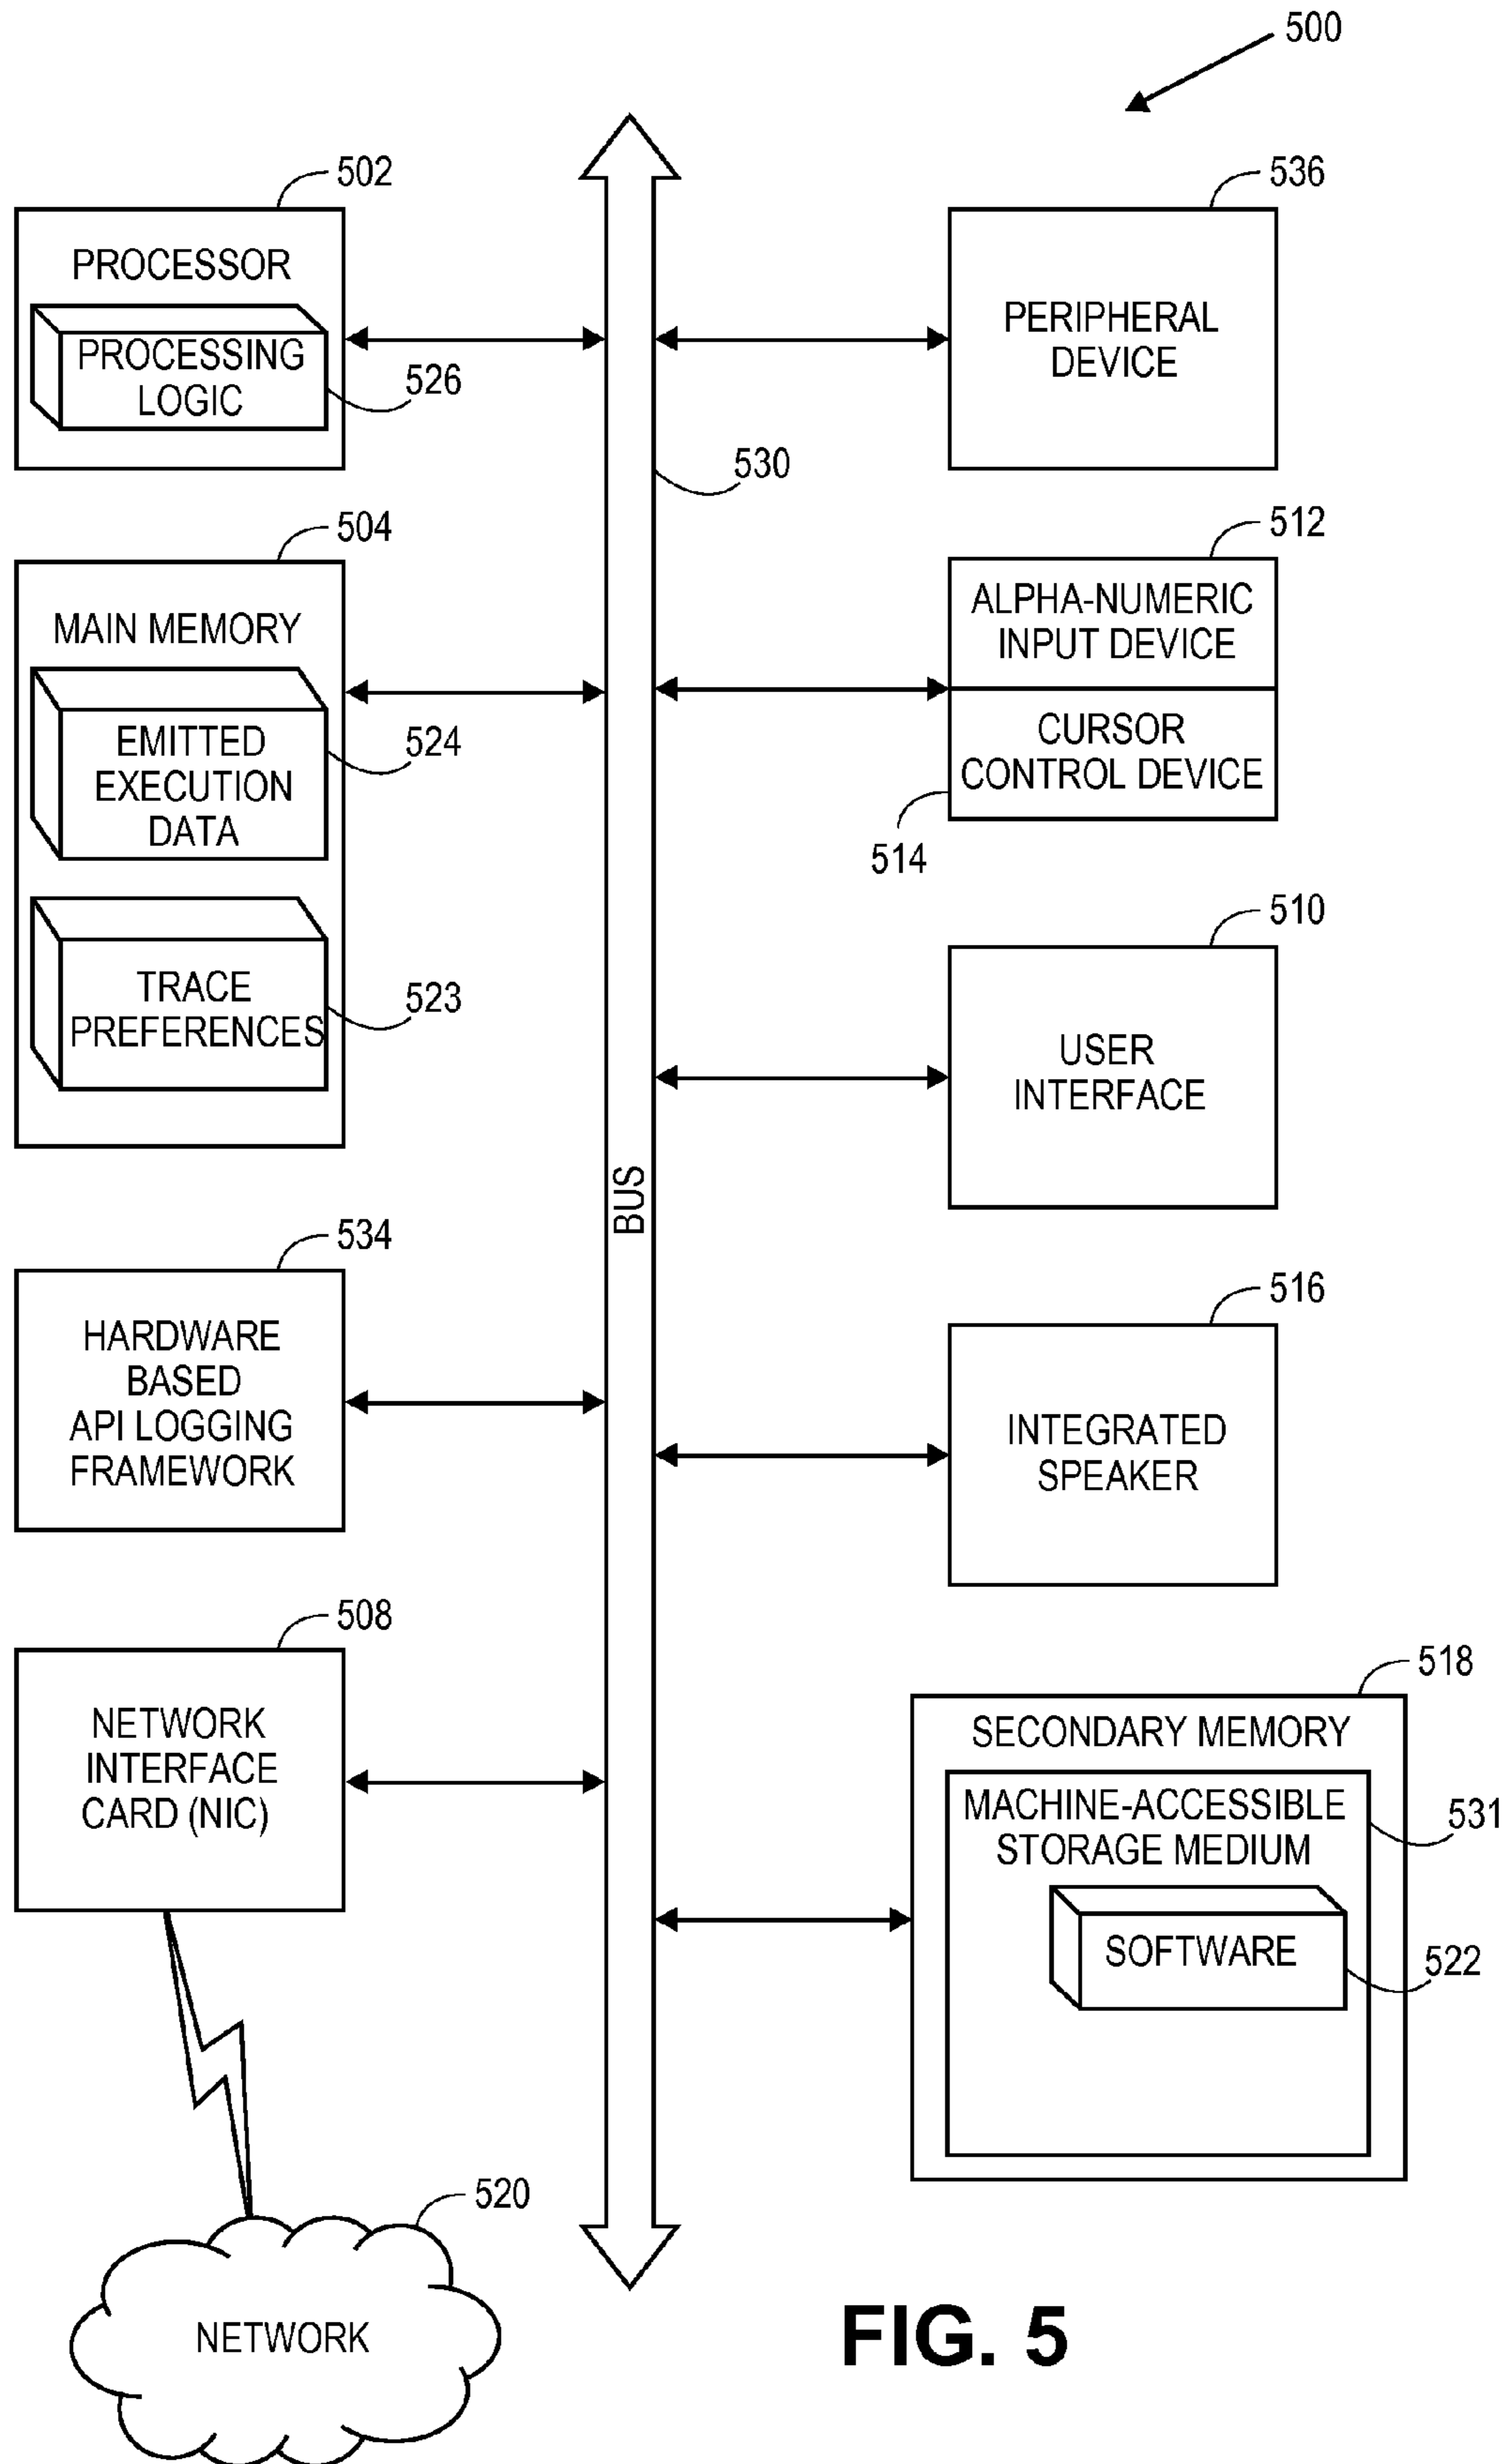 500
502
PROCESSOR
PROCESSING
LOGIC
526
536
PERIPHERAL
DEVICE
530
504
MAIN MEMORY
EMITTED
EXECUTION
DATA
524
TRACE
PREFERENCES
523
512
ALPHA-NUMERIC
INPUT DEVICE
CURSOR
CONTROL DEVICE
514
510
USER
INTERFACE
BUS
534
HARDWARE
BASED
API LOGGING
FRAMEWORK
516
INTEGRATED
SPEAKER
508
NETWORK
INTERFACE
CARD (NIC)
518
SECONDARY MEMORY
MACHINE-ACCESSIBLE
STORAGE MEDIUM
531
SOFTWARE
522
520
NETWORK
FIG. 5